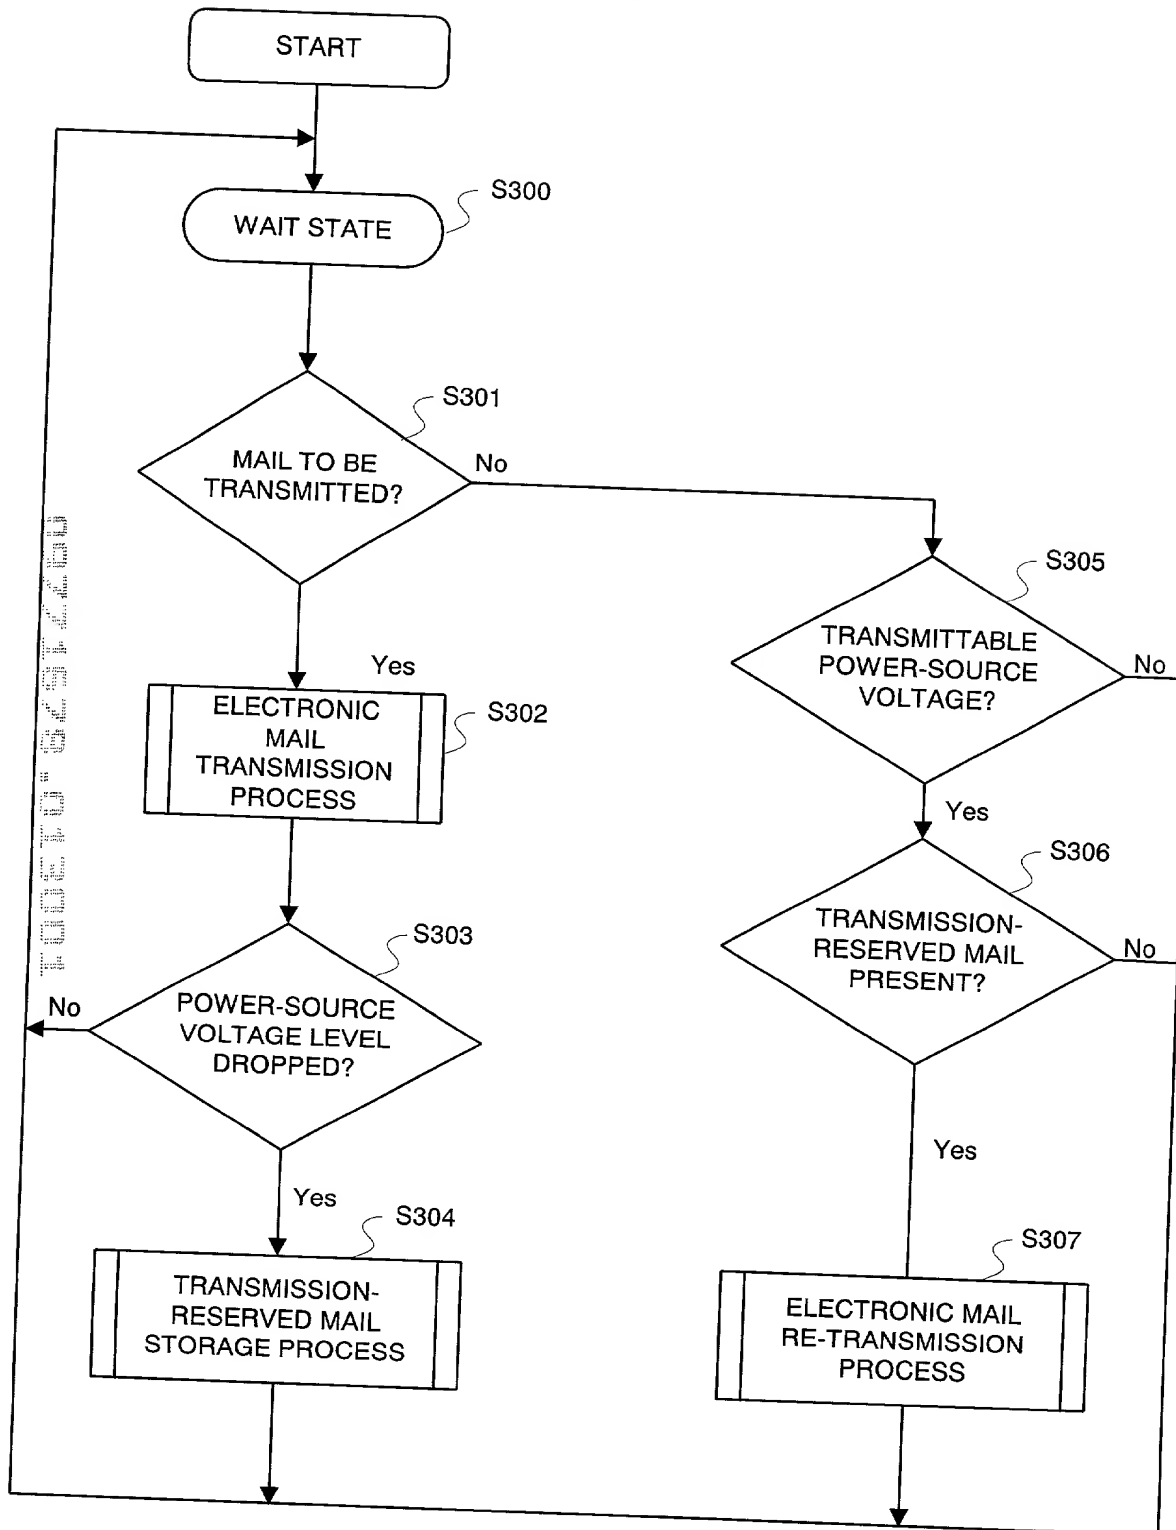 START
WAIT STATE
S300
MAIL TO BE
TRANSMITTED?
S301
No
Yes
ELECTRONIC
MAIL
TRANSMISSION
PROCESS
S302
POWER-SOURCE
VOLTAGE LEVEL
DROPPED?
S303
No
Yes
TRANSMISSION-
RESERVED MAIL
STORAGE PROCESS
S304
TRANSMITTABLE
POWER-SOURCE
VOLTAGE?
S305
No
Yes
TRANSMISSION-
RESERVED MAIL
PRESENT?
S306
No
Yes
ELECTRONIC MAIL
RE-TRANSMISSION
PROCESS
S307